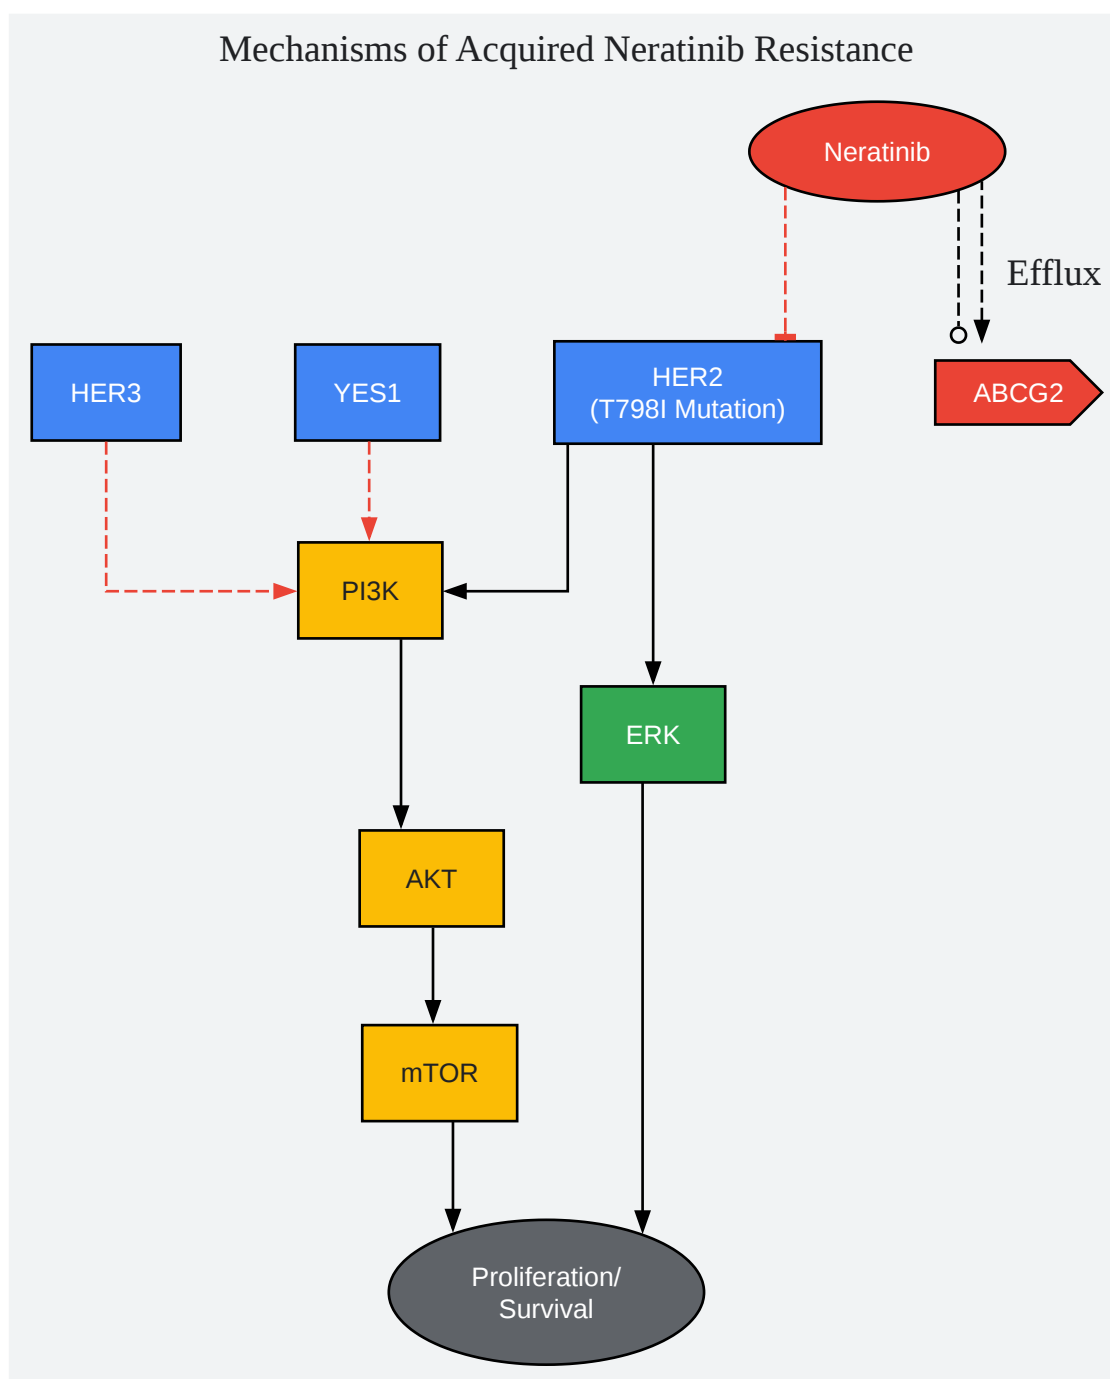 Mechanisms of Acquired Neratinib Resistance
Neratinib
Efflux
HER3
YES1
HER2
(T798I Mutation)
ABCG2
PI3K
ERK
AKT
mTOR
Proliferation/
Survival